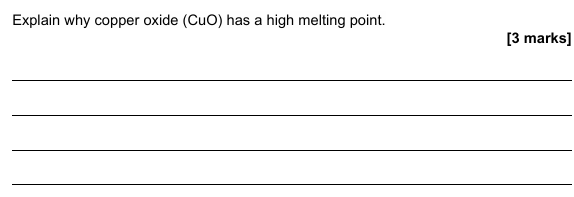 Explain why copper oxide (CuO) has a high melting point.
[3 marks]